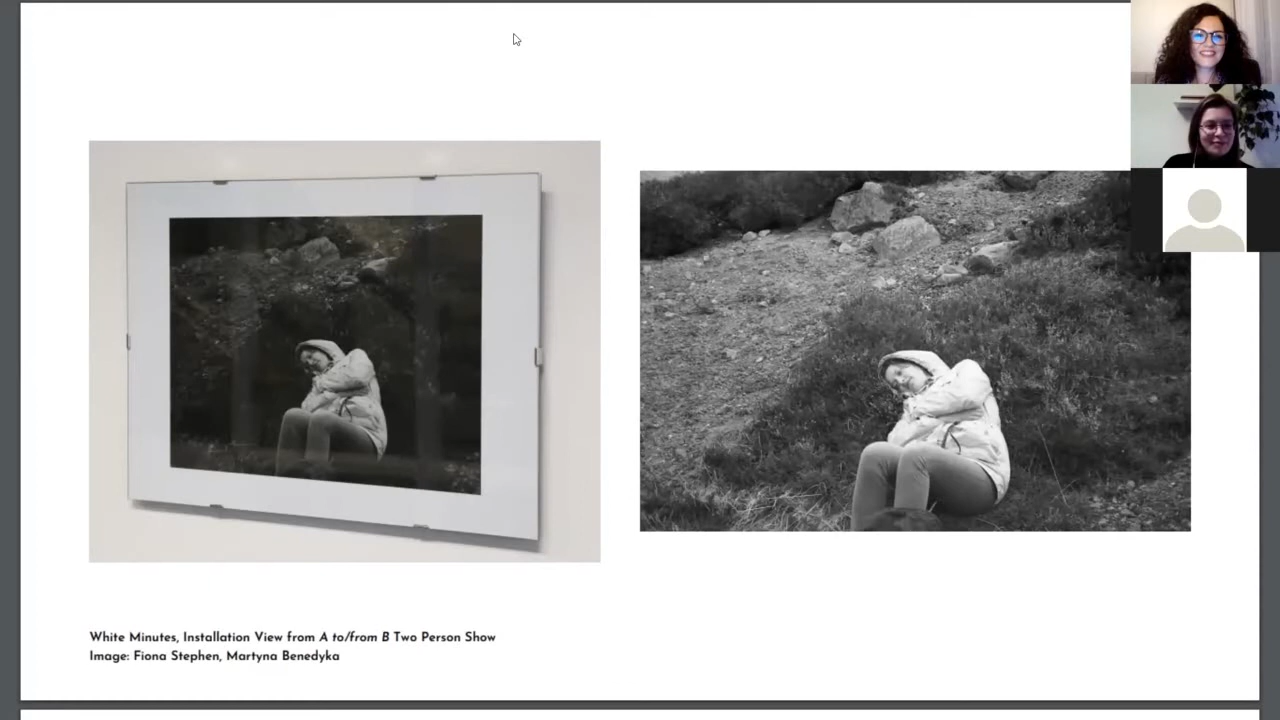 White Minutes, Installation View from A to/from B Two Person Show
Image: Fiona Stephen, Martyna Benedyka